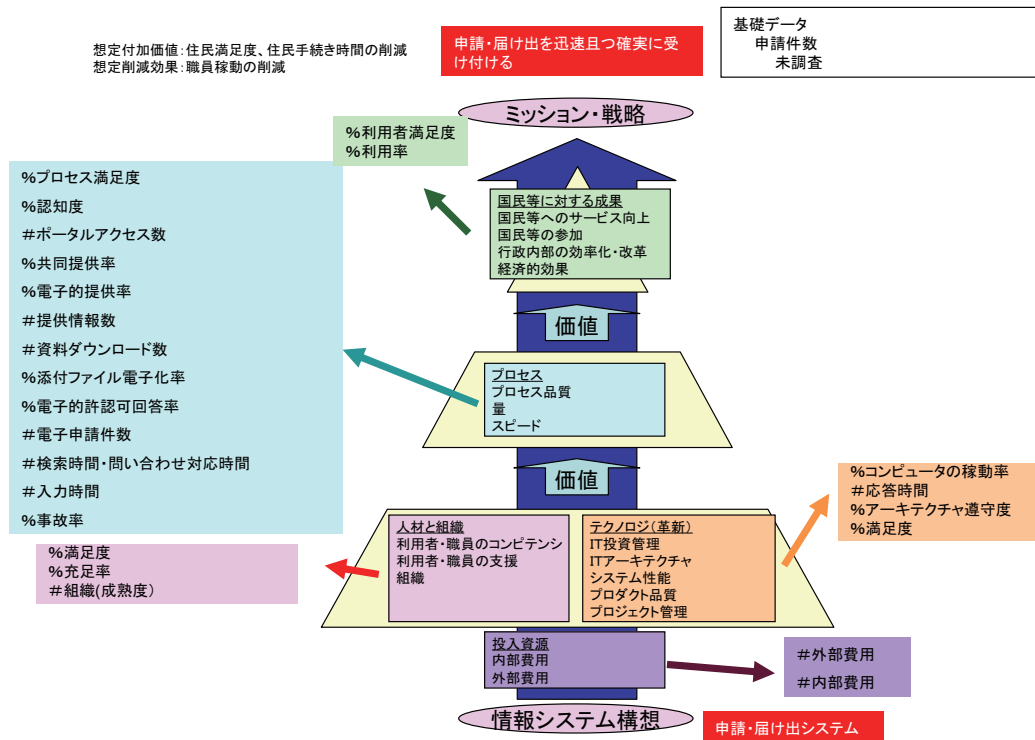 想定付加価値:住民満足度、住民手続き時間の削減
想定削減効果:職員稼動の削減
申請・届け出を迅速且つ確実に受
け付ける
基礎データ
申請件数
未調査
ミッション・戦略
%利用者満足度
%利用率
%プロセス満足度
%認知度
#ポータルアクセス数
%共同提供率
%電子的提供率
#提供情報数
#資料ダウンロード数
%添付ファイル電子化率
%電子的許認可回答率
#電子申請件数
#検索時間・問い合わせ対応時間
#入力時間
%事故率
国民等に対する成果
国民等へのサービス向上
国民等の参加
行政内部の効率化・改革
経済的効果
価値
プロセス
プロセス品質
量
スピード
価値
%コンピュータの稼動率
#応答時間
%アーキテクチャ遵守度
%満足度
人材と組織
利用者・職員のコンピテンシ
利用者・職員の支援
組織
テクノロジ(革新)
IT投資管理
ITアーキテクチャ
システム性能
プロダクト品質
プロジェクト管理
%満足度
%充足率
#組織(成熟度)
投入資源
内部費用
外部費用
#外部費用
#内部費用
情報システム構想
申請・届け出システム